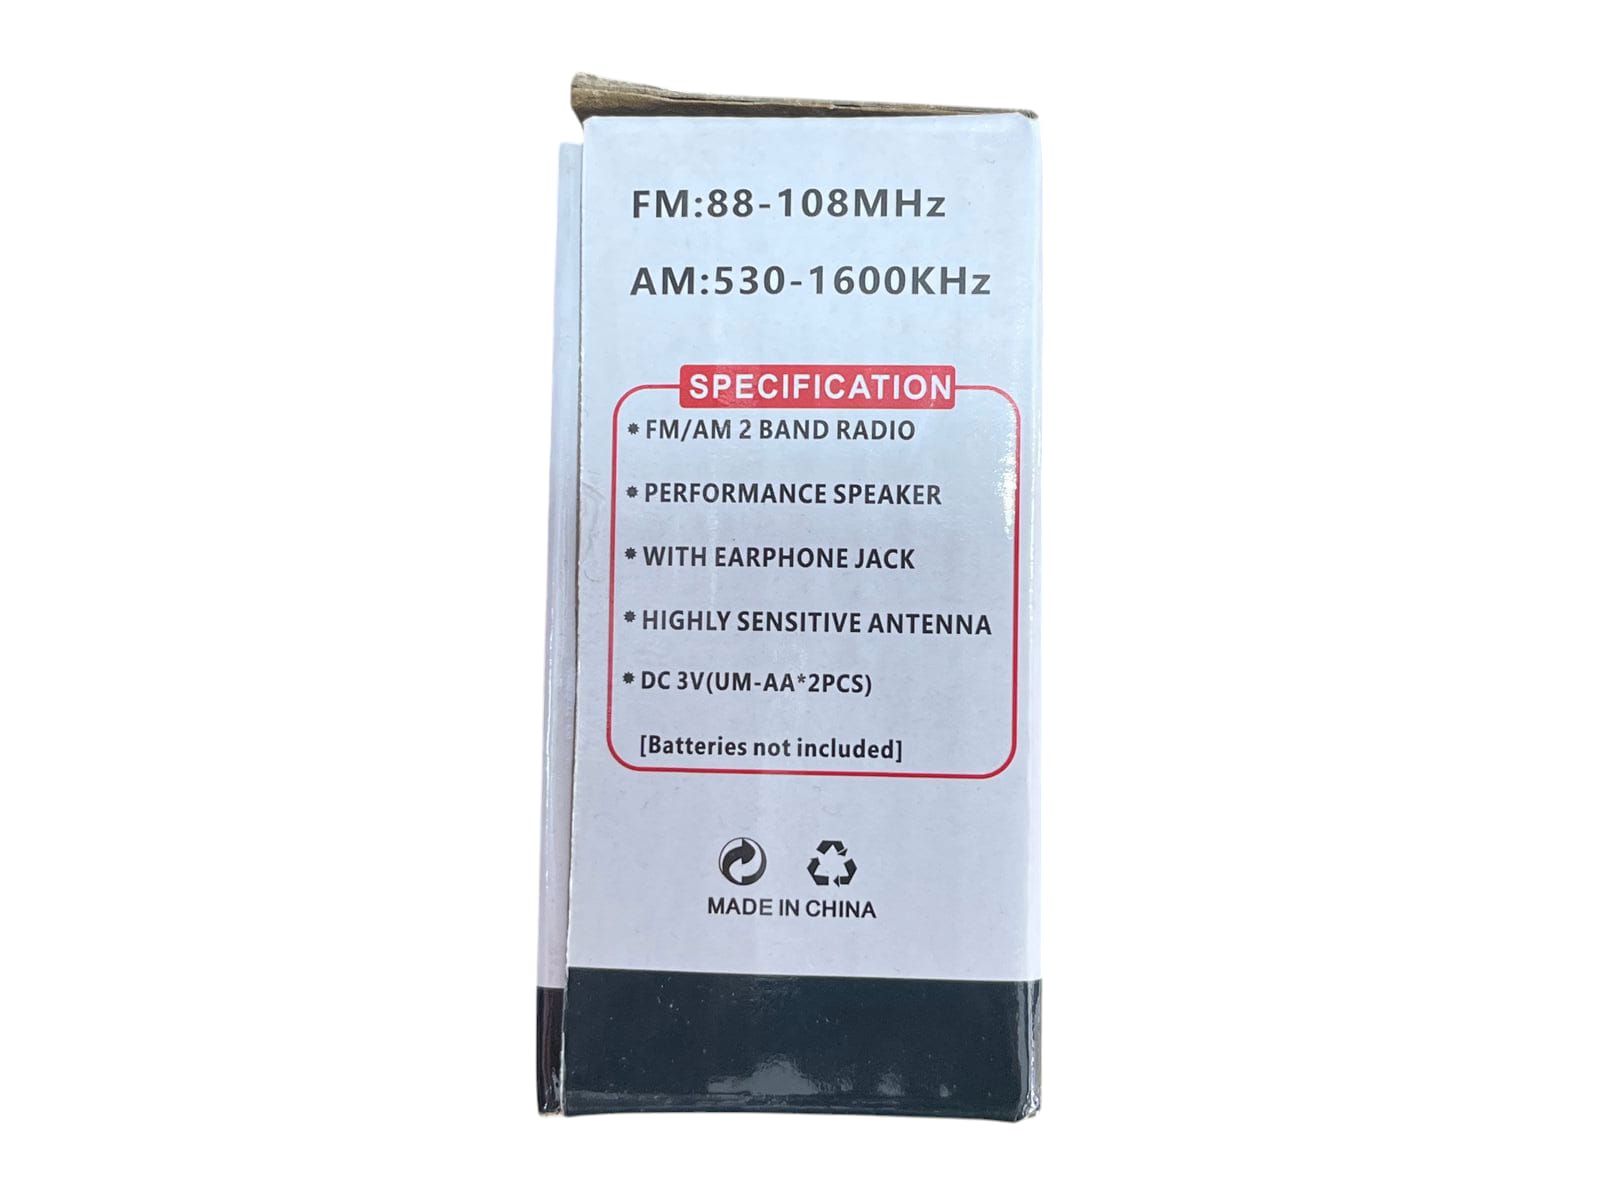 FM:88-108MHz
AM:530-1600KHz
SPECIFICATION
* FM/AM 2 BAND RADIO
* PERFORMANCE SPEAKER
* WITH EARPHONE JACK
* HIGHLY SENSITIVE ANTENNA
* DC 3V(UM-AA*2PCS)
[Batteries not included]
MADE IN CHINA